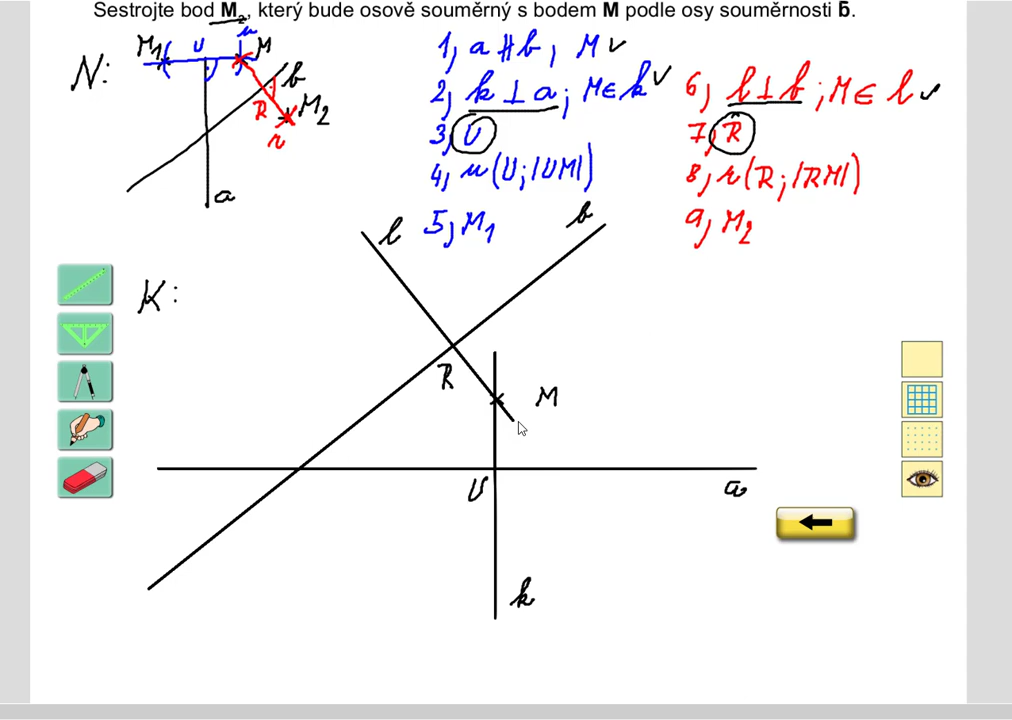 Sestrojte bod M₂, který bude osově souměrný s bodem M podle osy souměrnosti b.
N:
M₁ U u M
b
R M₂
r
a
1, a ∦ b, M ✓
2, k ⊥ a; M ∈ k ✓
3, U
4, u (U; |UM|)
5, M₁
6, l ⊥ b; M ∈ l ✓
7, R
8, r (R; |RM|)
9, M₂
K:
l b
R M
U a
k